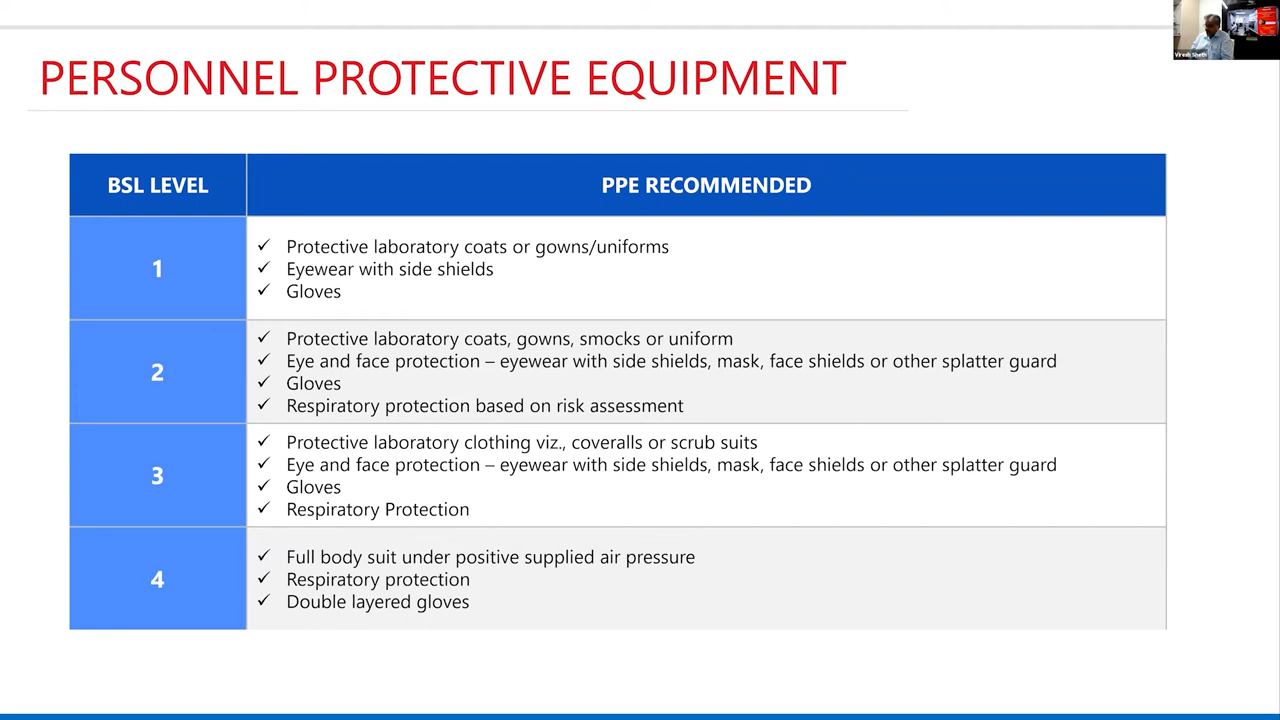 PERSONNEL PROTECTIVE EQUIPMENT
BSL LEVEL
PPE RECOMMENDED
1
✓ Protective laboratory coats or gowns/uniforms
✓ Eyewear with side shields
✓ Gloves
2
✓ Protective laboratory coats, gowns, smocks or uniform
✓ Eye and face protection – eyewear with side shields, mask, face shields or other splatter guard
✓ Gloves
✓ Respiratory protection based on risk assessment
3
✓ Protective laboratory clothing viz., coveralls or scrub suits
✓ Eye and face protection – eyewear with side shields, mask, face shields or other splatter guard
✓ Gloves
✓ Respiratory Protection
4
✓ Full body suit under positive supplied air pressure
✓ Respiratory protection
✓ Double layered gloves